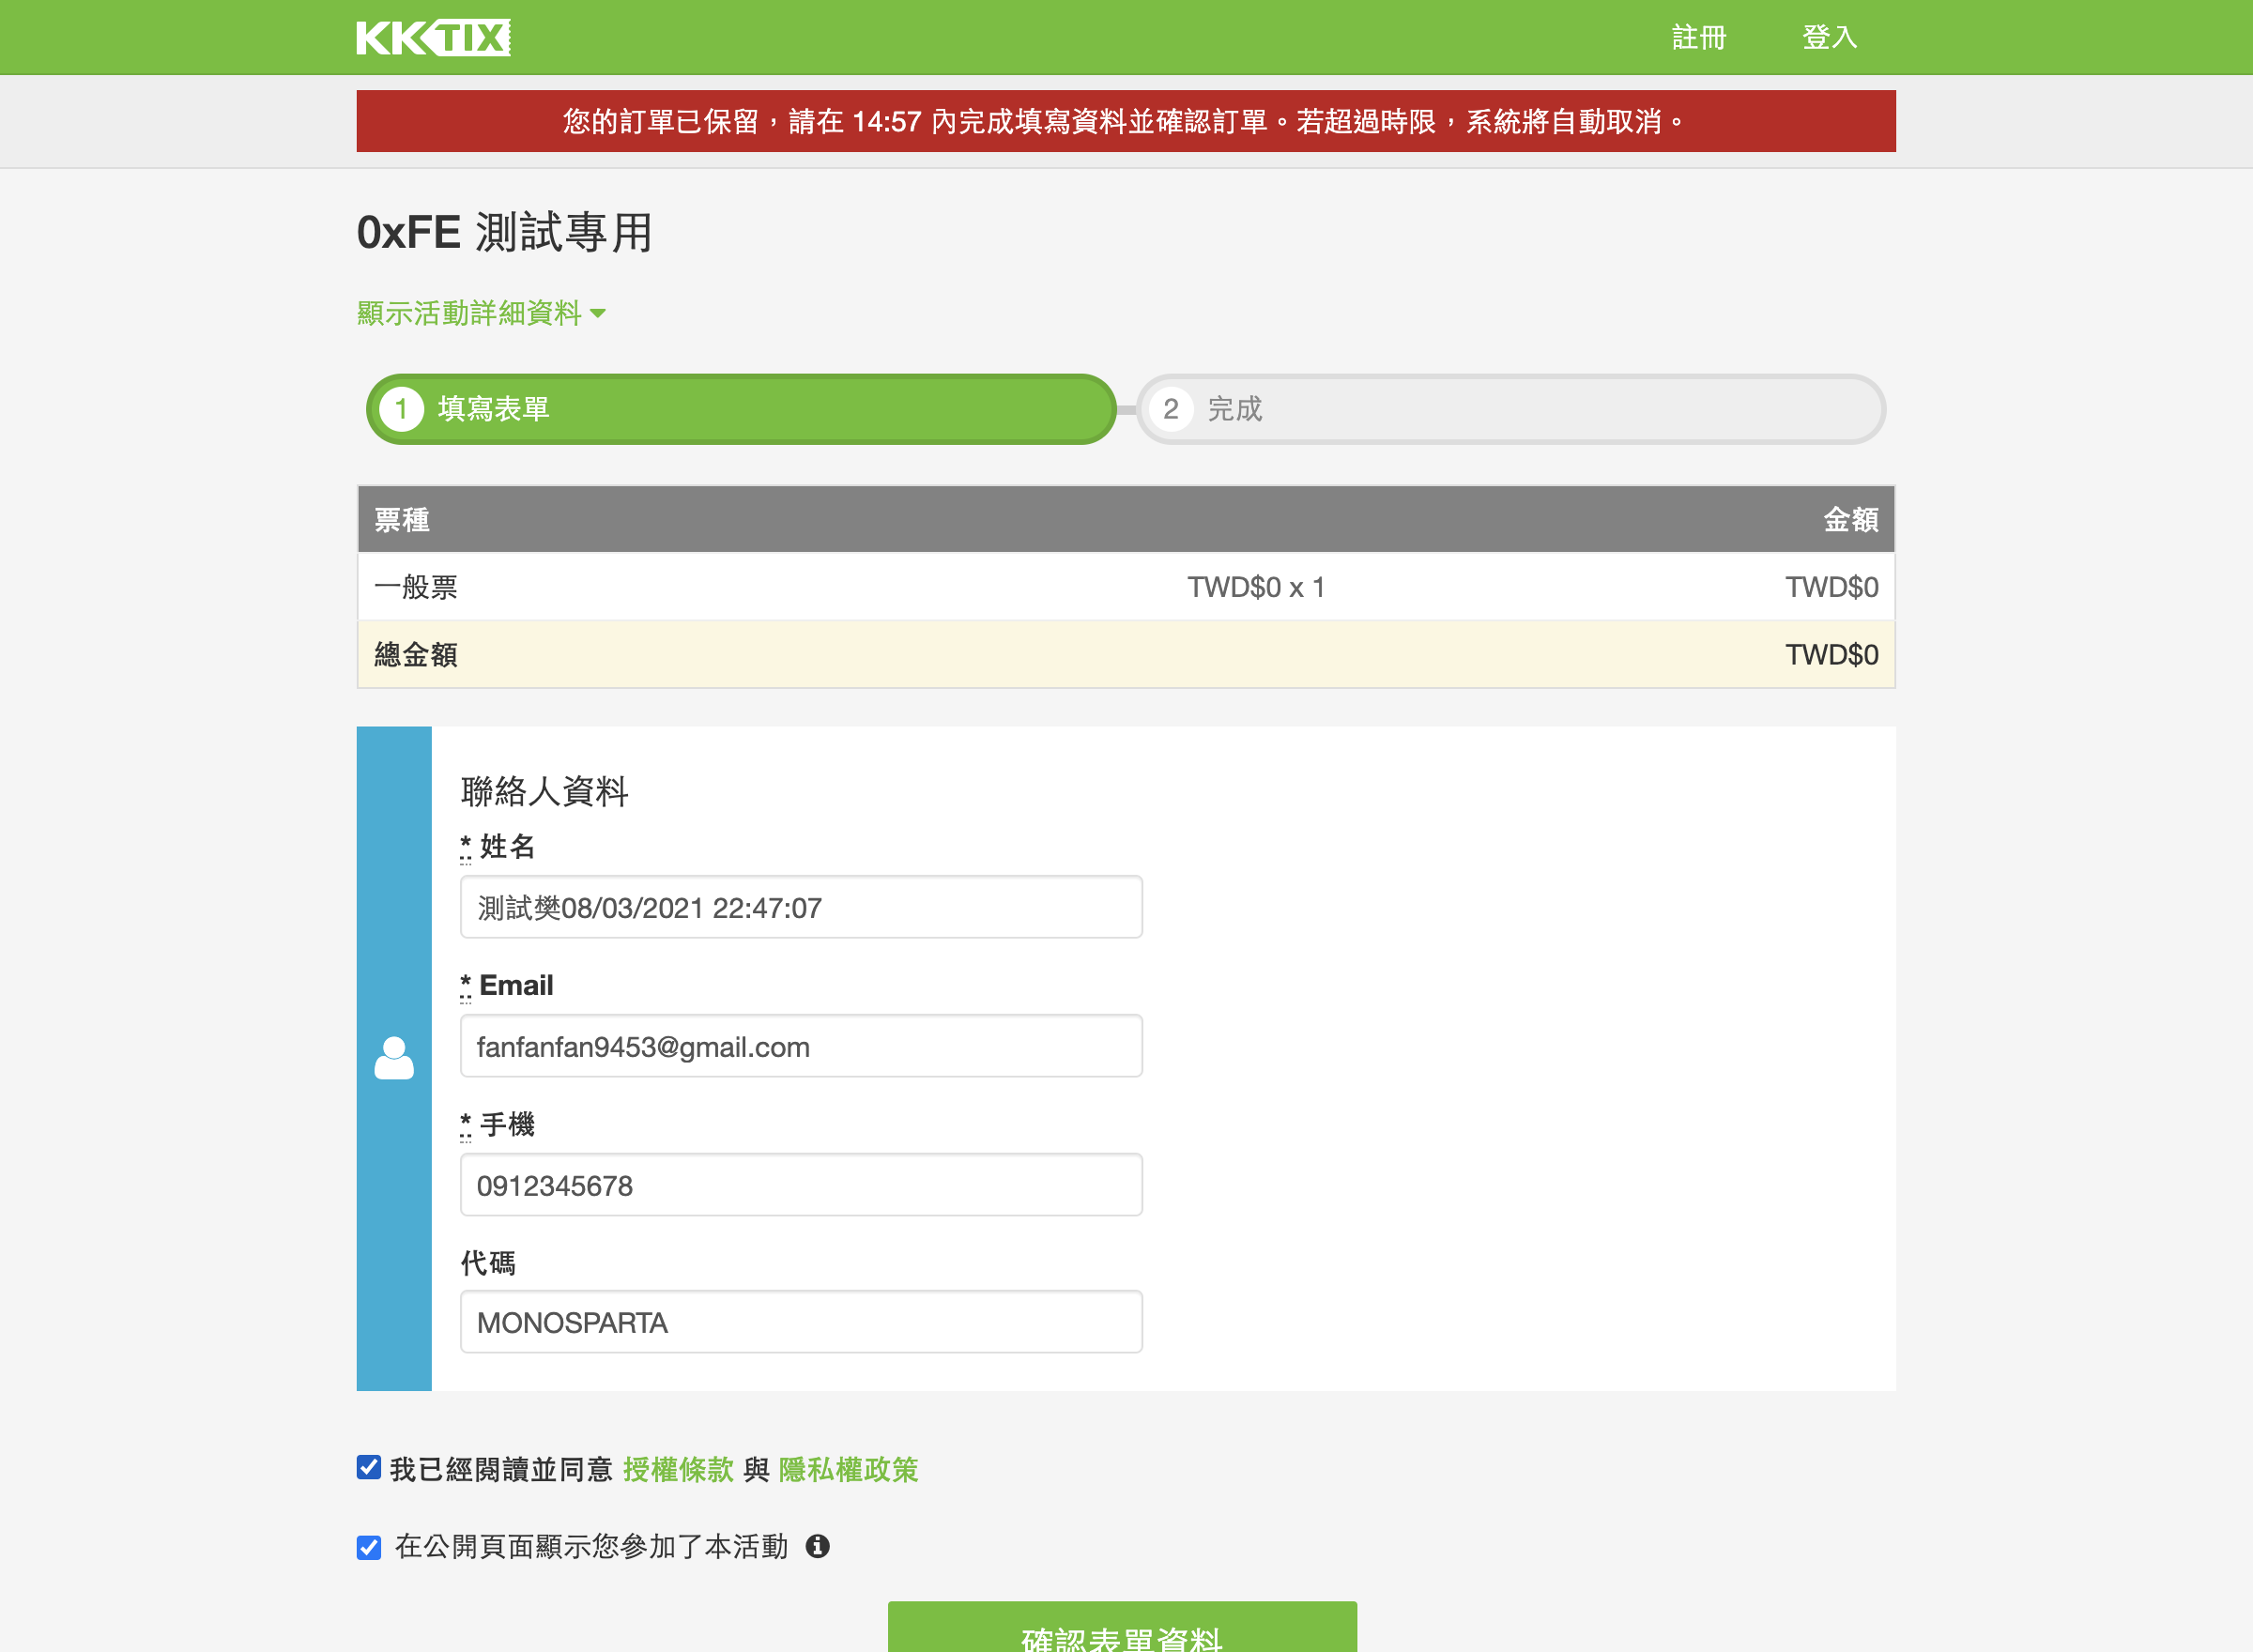 KKTIX
註冊 登入
您的訂單已保留，請在 14:57 內完成填寫資料並確認訂單。若超過時限，系統將自動取消。
0xFE 測試專用
顯示活動詳細資料
1 填寫表單 2 完成
票種 金額
一般票 TWD$0 x 1 TWD$0
總金額 TWD$0
聯絡人資料
* 姓名
測試樊08/03/2021 22:47:07
* Email
fanfanfan9453@gmail.com
* 手機
0912345678
代碼
MONOSPARTA
我已經閱讀並同意 授權條款 與 隱私權政策
在公開頁面顯示您參加了本活動
確認表單資料